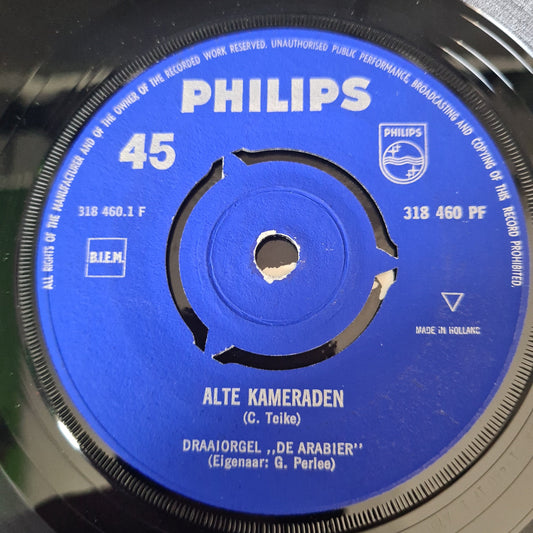 ALL RIGHTS OF THE MANUFACTURER AND OF THE OWNER OF THE RECORDED WORK RESERVED. UNAUTHORISED PUBLIC PERFORMANCE, BROADCASTING AND COPYING OF THIS RECORD PROHIBITED.
PHILIPS
45
PHILIPS
318 460.1 F
318 460 PF
B.I.E.M.
MADE IN HOLLAND
ALTE KAMERADEN
(C. Teike)
DRAAIORGEL „DE ARABIER"
(Eigenaar: G. Perlee)